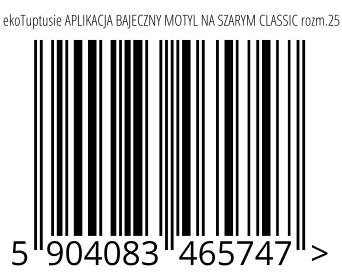 ekoTuptusie APLIKACJA BAJECZNY MOTYL NA SZARYM CLASSIC rozm.25
5 904083 465747 >